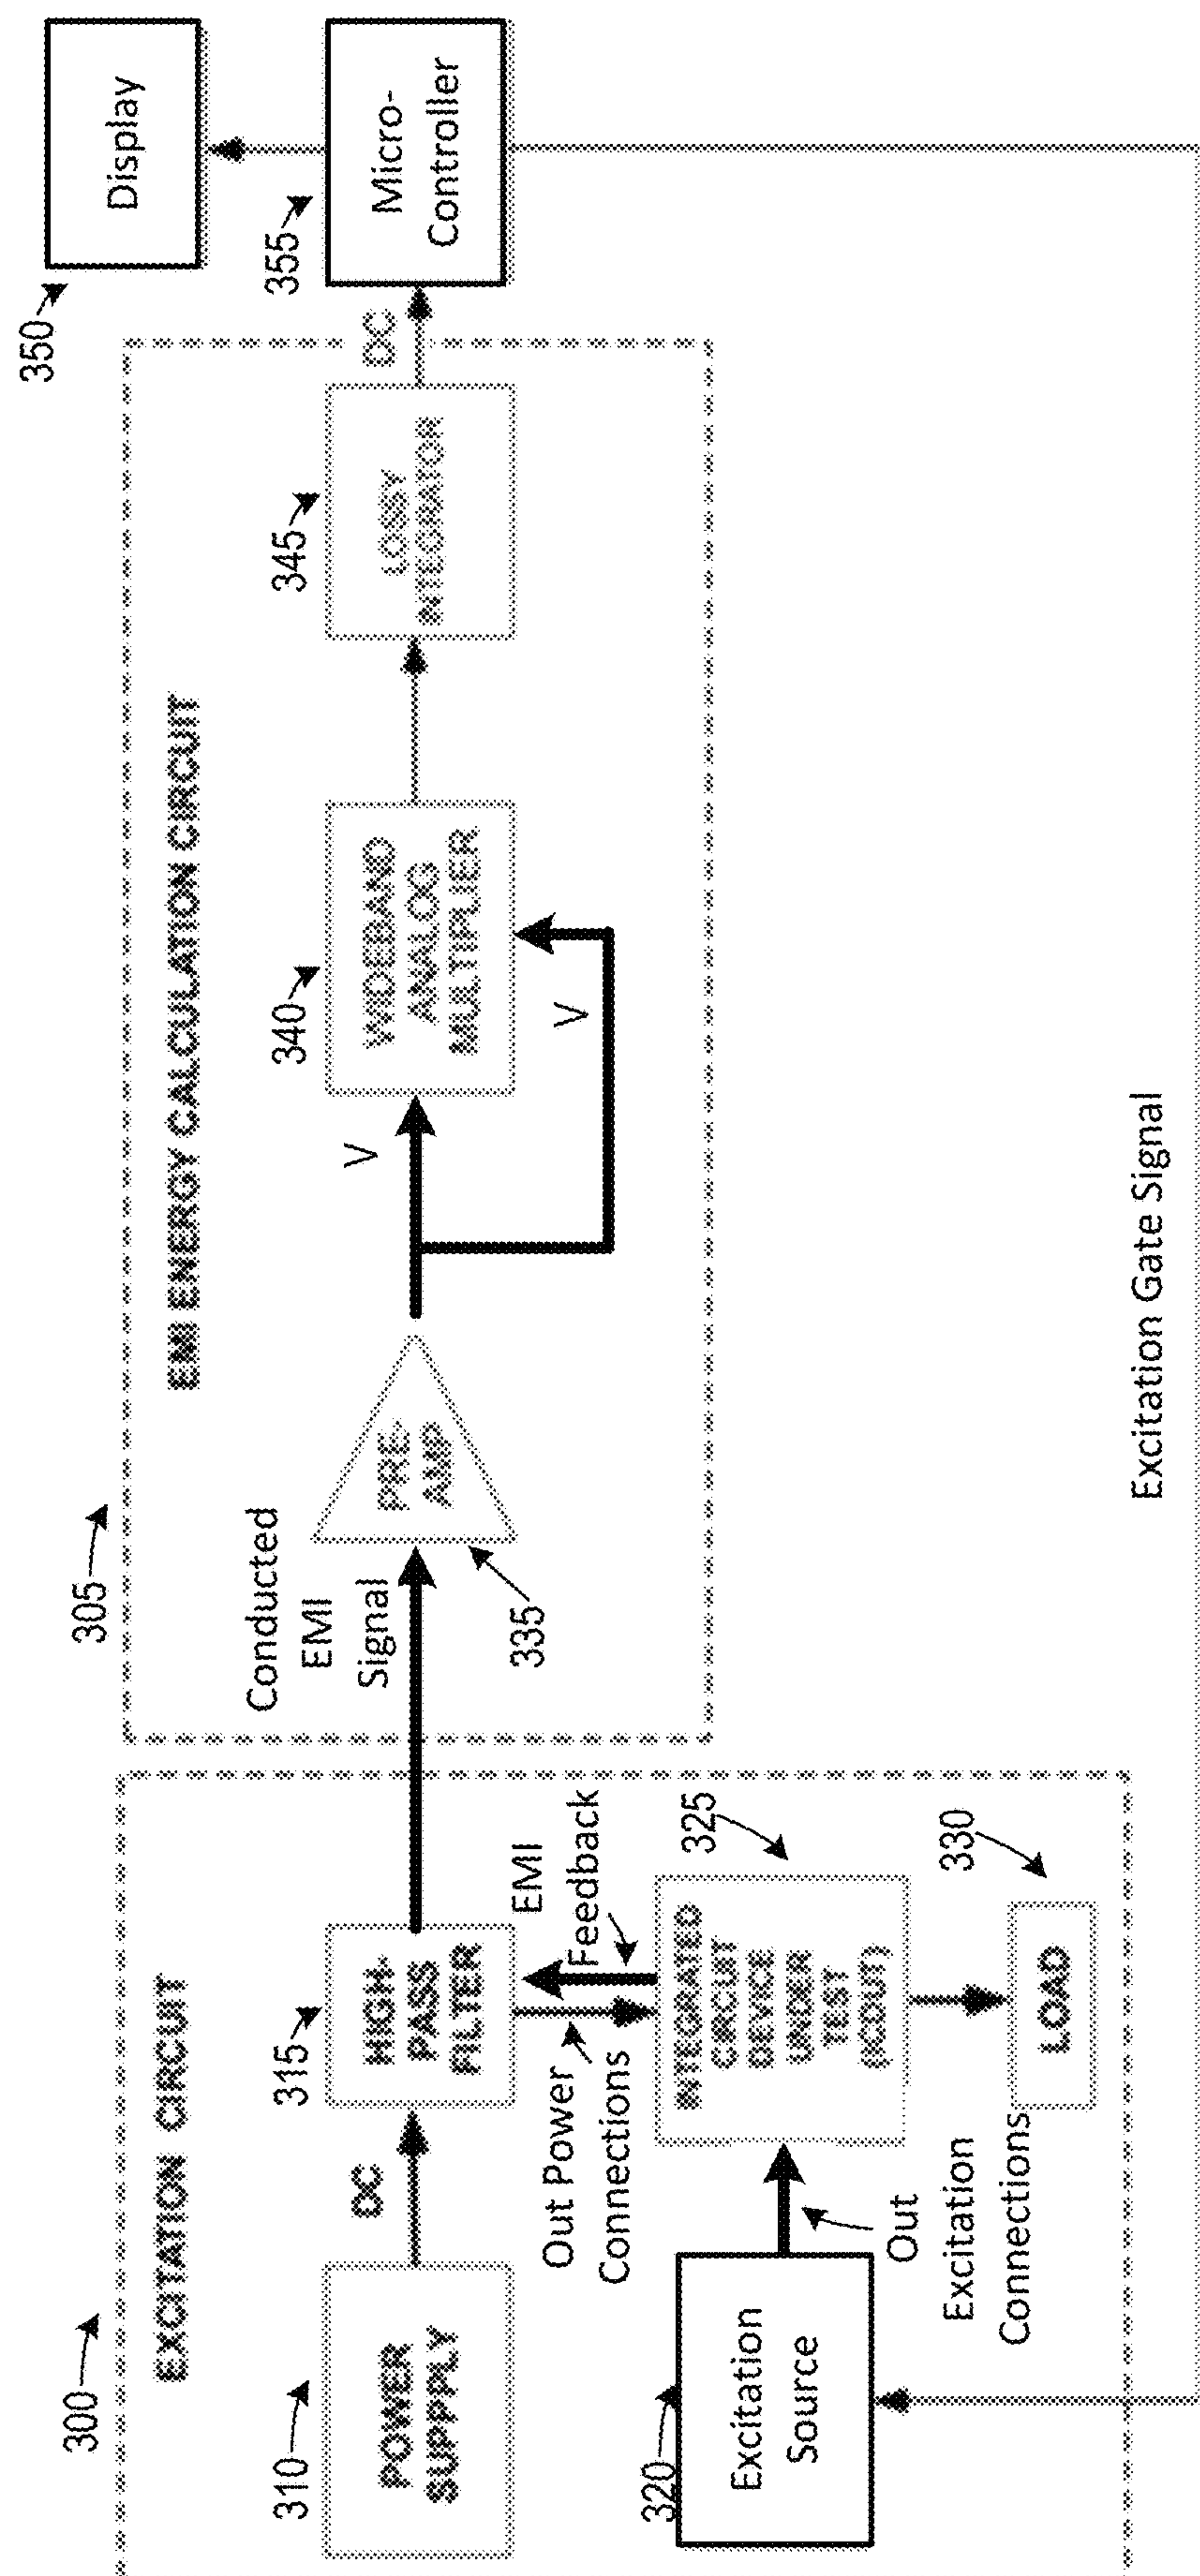 300
EXCITATION CIRCUIT
310
POWER
SUPPLY
DC
315
HIGH-
PASS
FILTER
Out Power
Connections
EMI
Feedback
320
Excitation
Source
Out
Excitation
Connections
325
INTEGRATED
CIRCUIT
DEVICE
UNDER
TEST
(ICDUT)
330
LOAD
305
EMI ENERGY CALCULATION CIRCUIT
Conducted
EMI
Signal
335
PRE
AMP
V
V
340
WIDEBAND
ANALOG
MULTIPLIER
345
LOSSY
INTEGRATOR
DC
350
Display
355
Micro-
Controller
Excitation Gate Signal